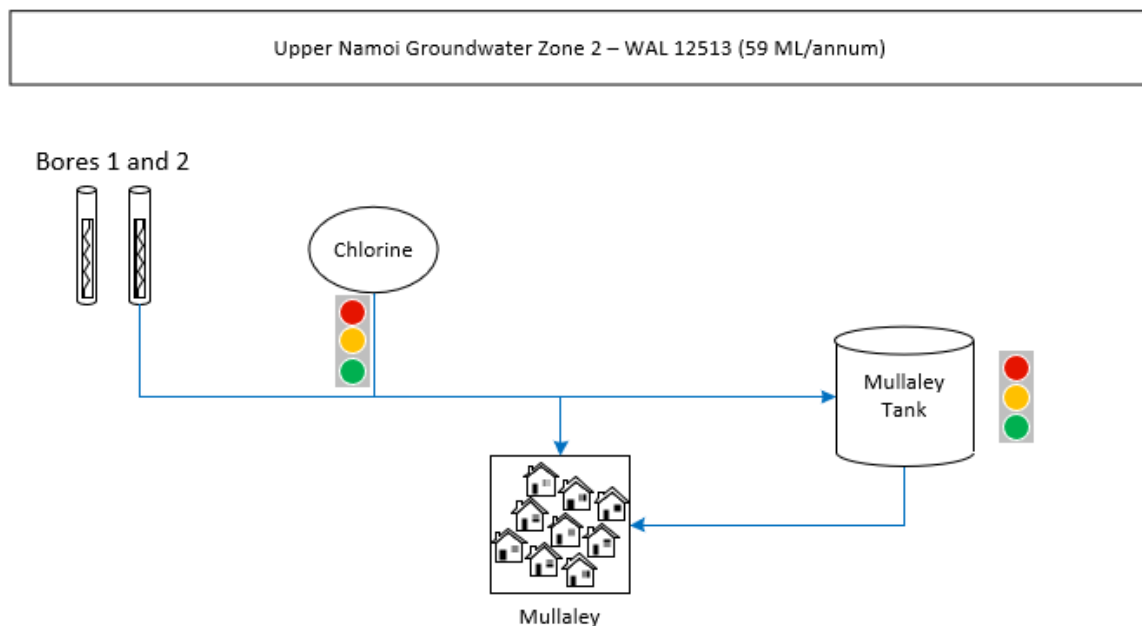 Upper Namoi Groundwater Zone 2 – WAL 12513 (59 ML/annum)
Bores 1 and 2
Chlorine
Mullaley
Tank
Mullaley